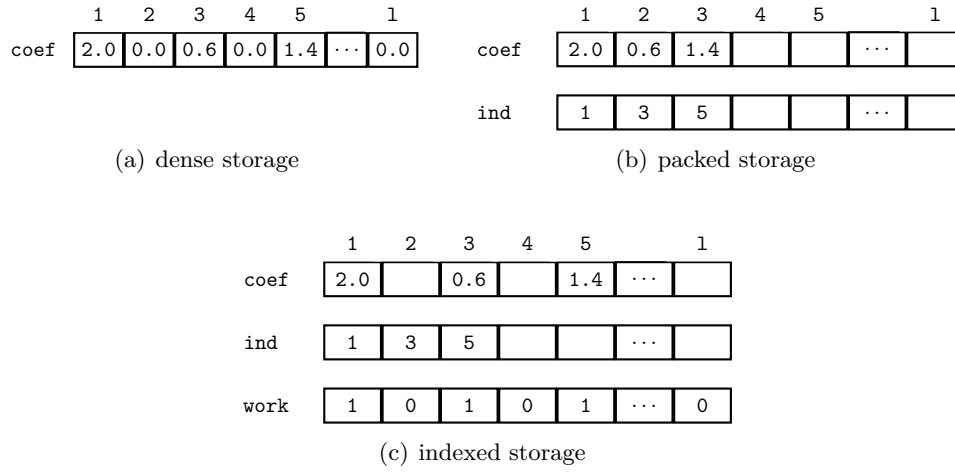 1 2 3 4 5 l
coef 2.0 0.0 0.6 0.0 1.4 ··· 0.0
(a) dense storage
1 2 3 4 5 l
coef 2.0 0.6 1.4 ···
ind 1 3 5 ···
(b) packed storage
1 2 3 4 5 l
coef 2.0 0.6 1.4 ···
ind 1 3 5 ···
work 1 0 1 0 1 ··· 0
(c) indexed storage